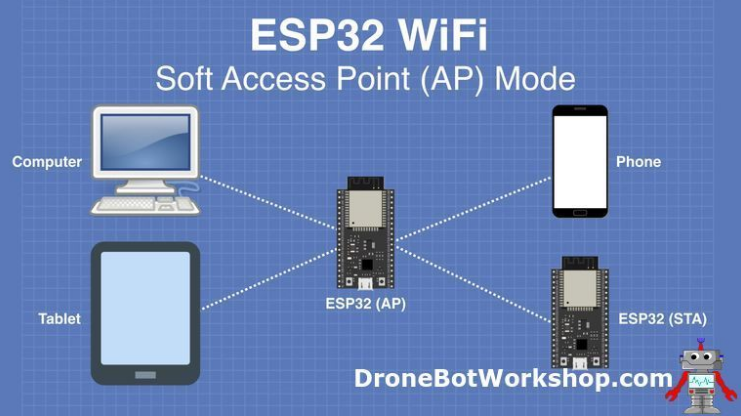 ESP32 WiFi
Soft Access Point (AP) Mode
Computer
Phone
ESP32 (AP)
Tablet
ESP32 (STA)
DroneBotWorkshop.com